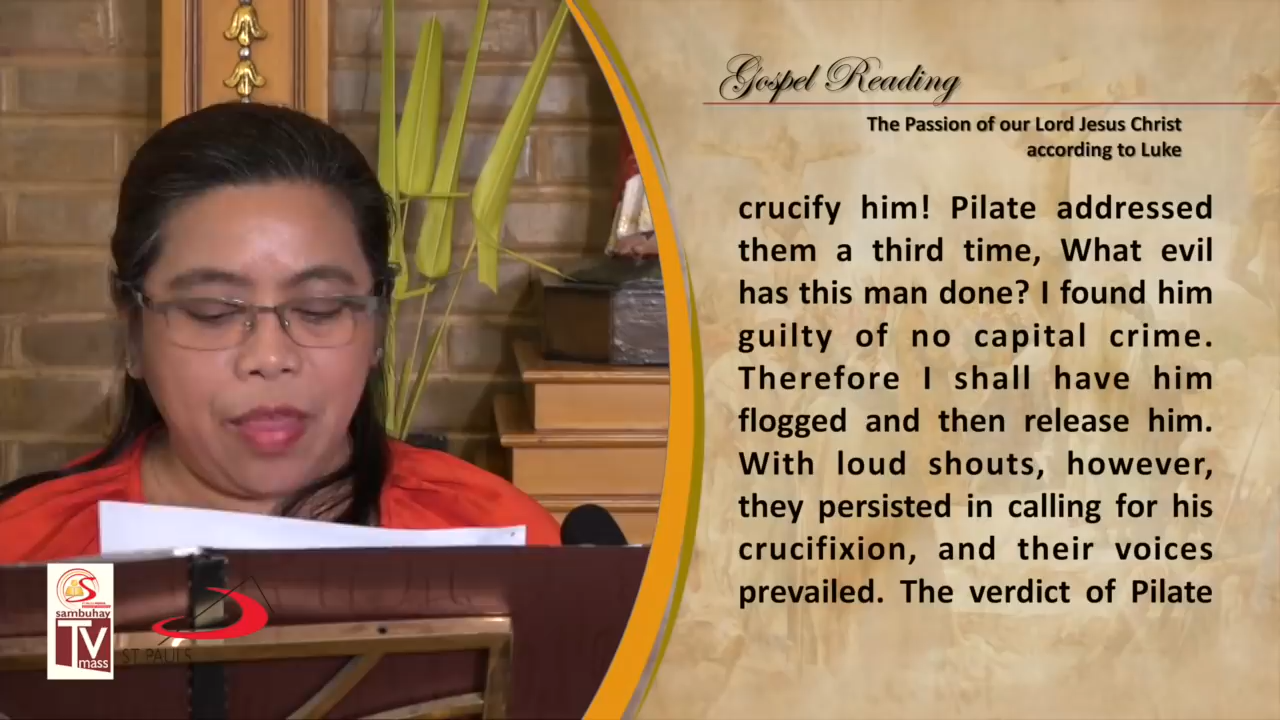 Gospel Reading
The Passion of our Lord Jesus Christ
according to Luke
crucify him! Pilate addressed
them a third time, What evil
has this man done? I found him
guilty of no capital crime.
Therefore I shall have him
flogged and then release him.
With loud shouts, however,
they persisted in calling for his
crucifixion, and their voices
prevailed. The verdict of Pilate
sambuhay
TV
mass
ST PAULS